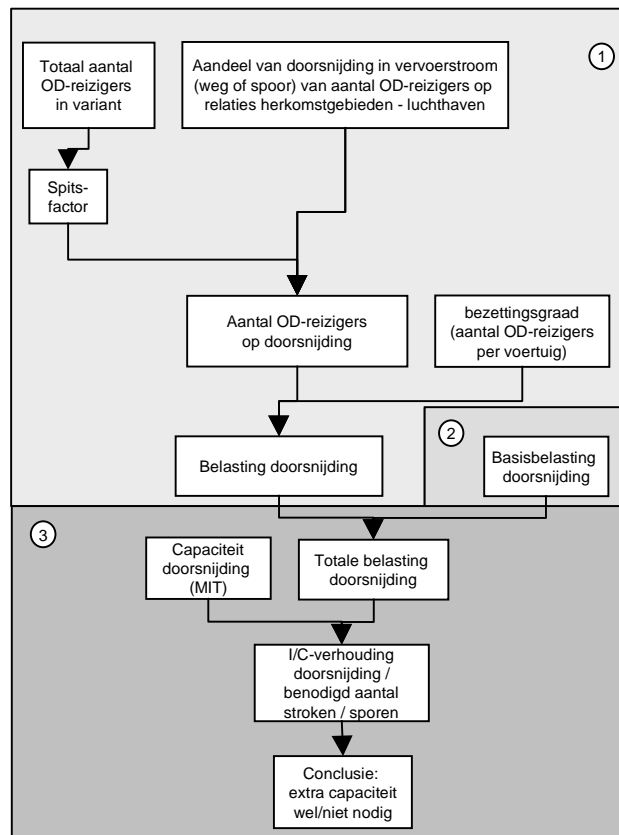 Totaal aantal
OD-reizigers
in variant
Aandeel van doorsnijding in vervoerstroom
(weg of spoor) van aantal OD-reizigers op
relaties herkomstgebieden - luchthaven
1
Spits-
factor
Aantal OD-reizigers
op doorsnijding
bezettingsgraad
(aantal OD-reizigers
per voertuig)
2
Belasting doorsnijding
Basisbelasting
doorsnijding
3
Capaciteit
doorsnijding
(MIT)
Totale belasting
doorsnijding
I/C-verhouding
doorsnijding /
benodigd aantal
stroken / sporen
Conclusie:
extra capaciteit
wel/niet nodig